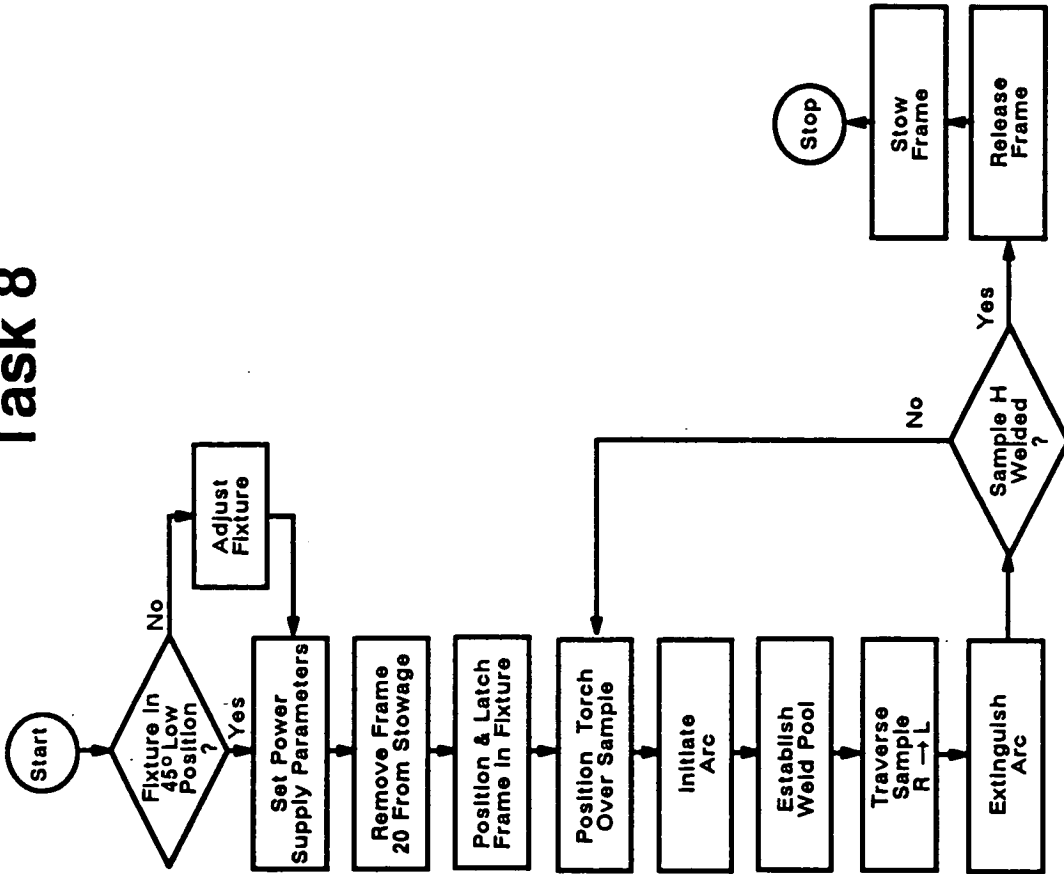 Task 8
Start
Fixture In
45° Low
Position
?
No
Yes
Adjust
Fixture
Set Power
Supply Parameters
Remove Frame
20 From Stowage
Position & Latch
Frame In Fixture
Position Torch
Over Sample
Initiate
Arc
Establish
Weld Pool
Traverse
Sample
R → L
Extinguish
Arc
Sample H
Welded
?
No
Yes
Release
Frame
Stow
Frame
Stop